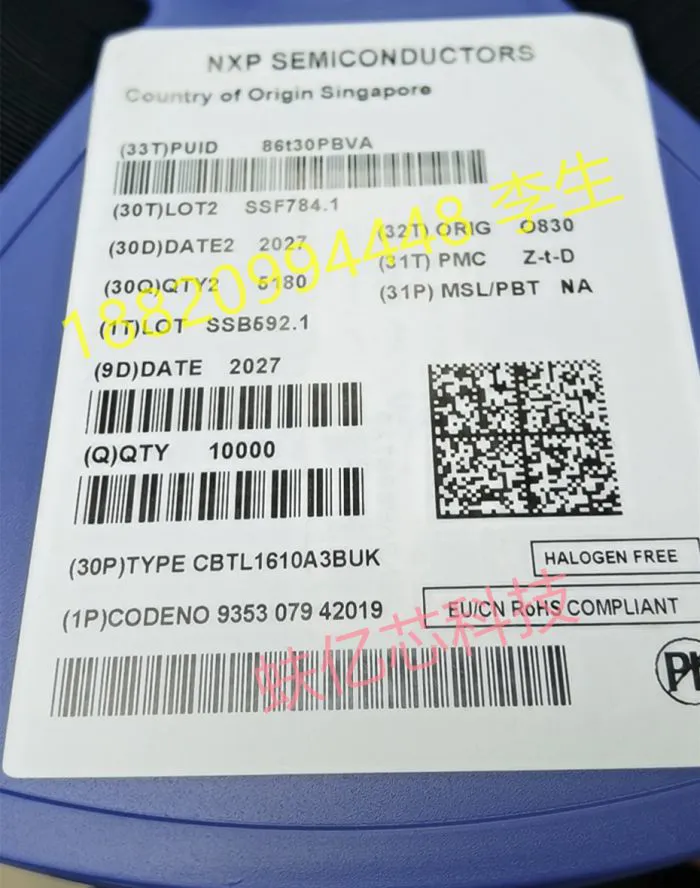 NXP SEMICONDUCTORS
Country of Origin Singapore
(33T)PUID 86t30PBVA
(30T)LOT2 SSF784.1
(32T) ORIG O830
(30D)DATE2 2027
(31T) PMC Z-t-D
(30Q)QTY2 5180
(31P) MSL/PBT NA
(1T)LOT SSB592.1
18820994448 李生
(9D)DATE 2027
(Q)QTY 10000
(30P)TYPE CBTL1610A3BUK
HALOGEN FREE
(1P)CODENO 9353 079 42019
EU/CN RoHS COMPLIANT
蚨亿芯科技